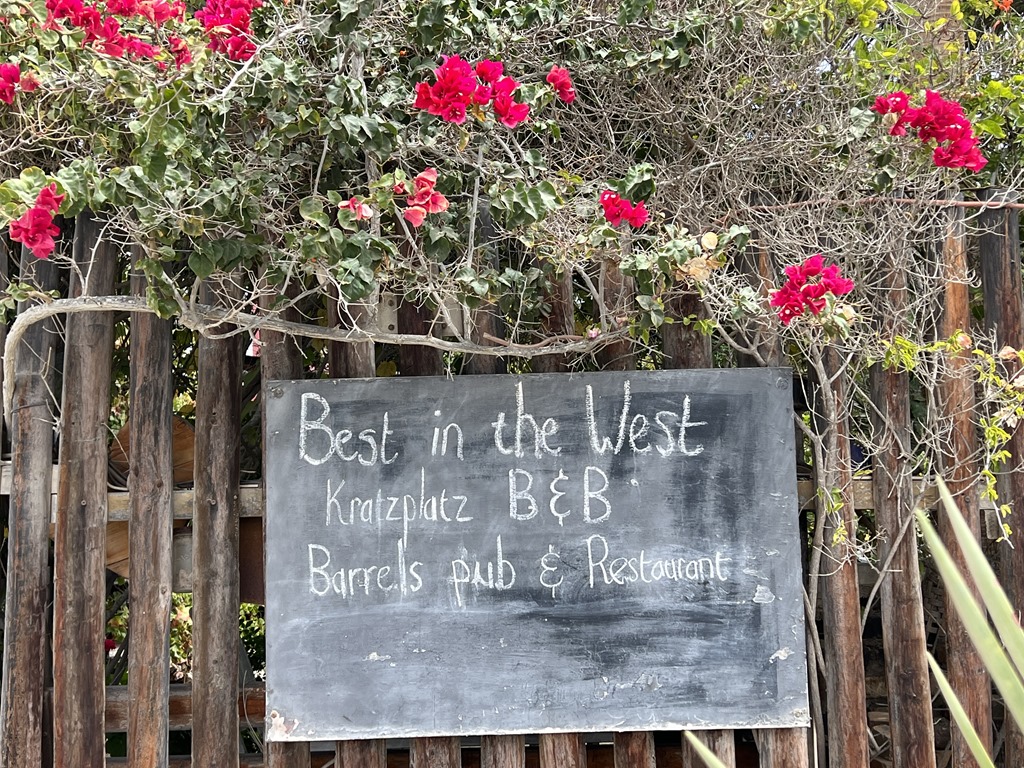 Best in the West
Kratzplatz B&B
Barrels pub & Restaurant